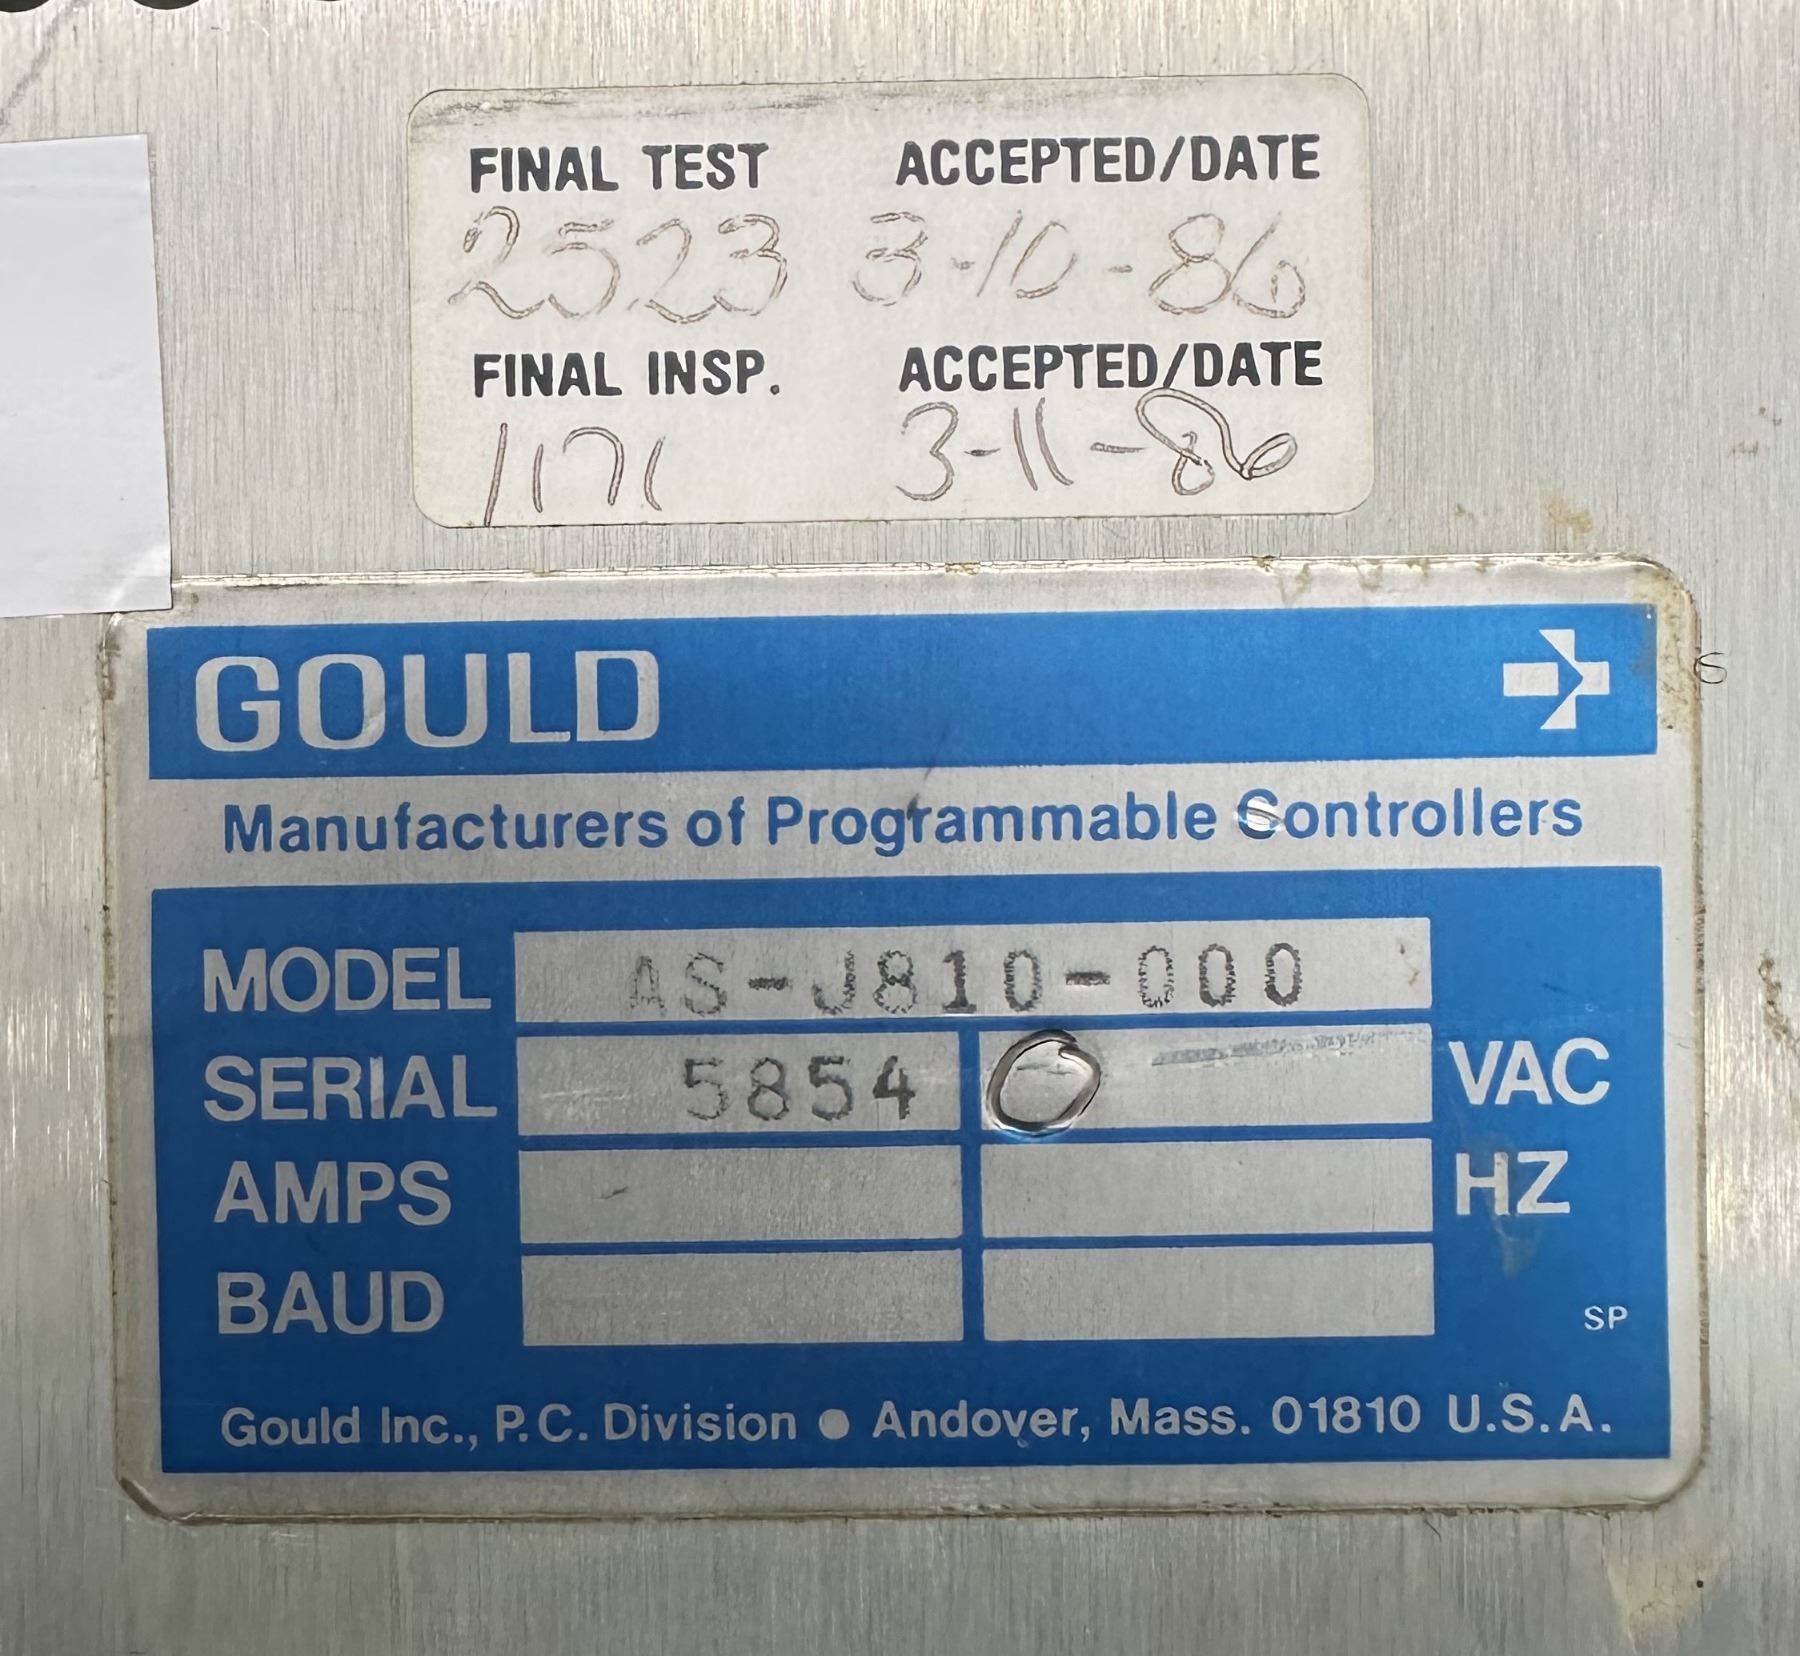 FINAL TEST ACCEPTED/DATE
2523 3-10-86
FINAL INSP. ACCEPTED/DATE
1171 3-11-86
GOULD
Manufacturers of Programmable Controllers
MODEL AS-J810-000
SERIAL 5854 VAC
AMPS HZ
BAUD
SP
Gould Inc., P.C. Division ● Andover, Mass. 01810 U.S.A.